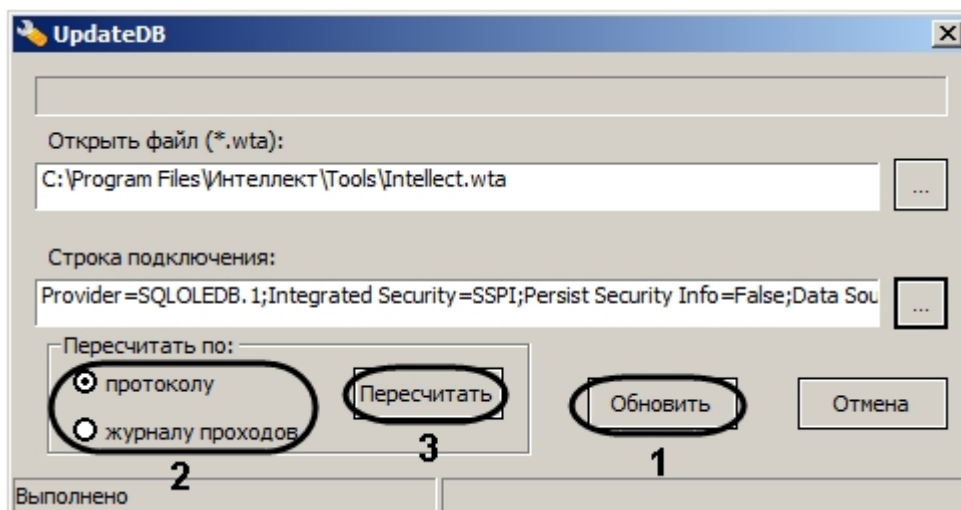 UpdateDB
Открыть файл (*.wta):
C:\Program Files\Интеллект\Tools\Intellect.wta
...
Строка подключения:
Provider=SQLOLEDB.1;Integrated Security=SSPI;Persist Security Info=False;Data Sou
...
Пересчитать по:
протоколу
журналу проходов
Пересчитать
Обновить
Отмена
2
3
1
Выполнено